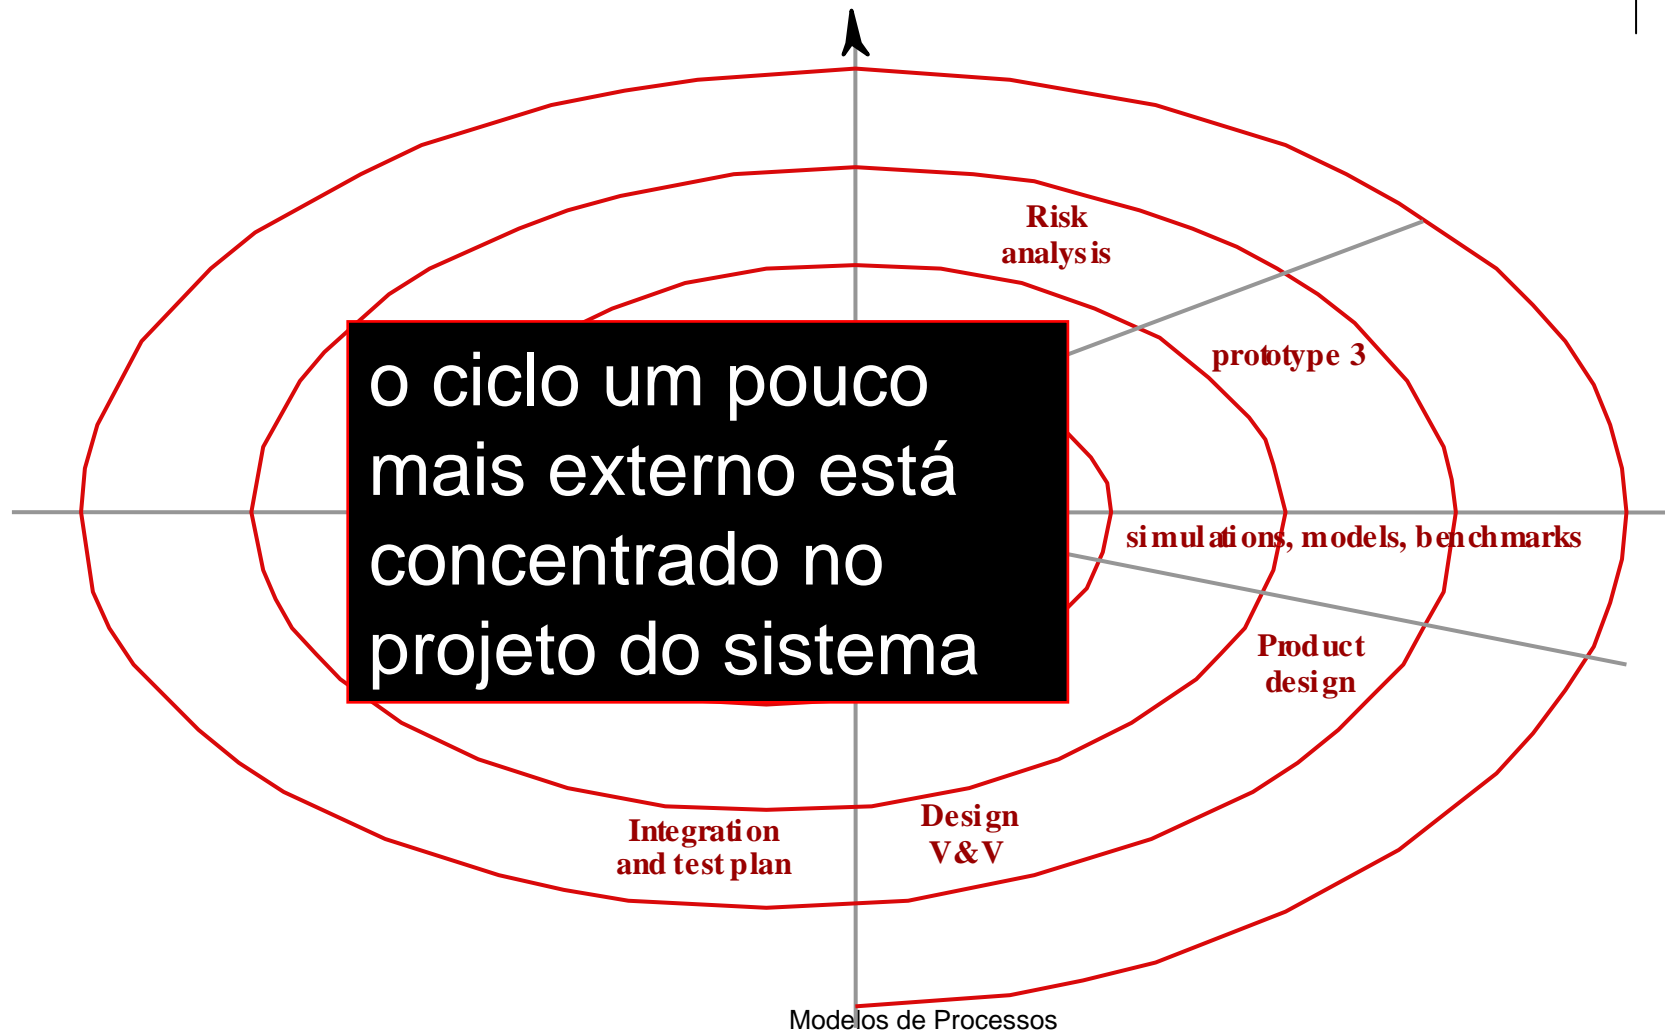 Risk
analysis
prototype 3
o ciclo um pouco
mais externo está
concentrado no
projeto do sistema
simulations, models, benchmarks
Product
design
Design
V&V
Integration
and test plan
Modelos de Processos